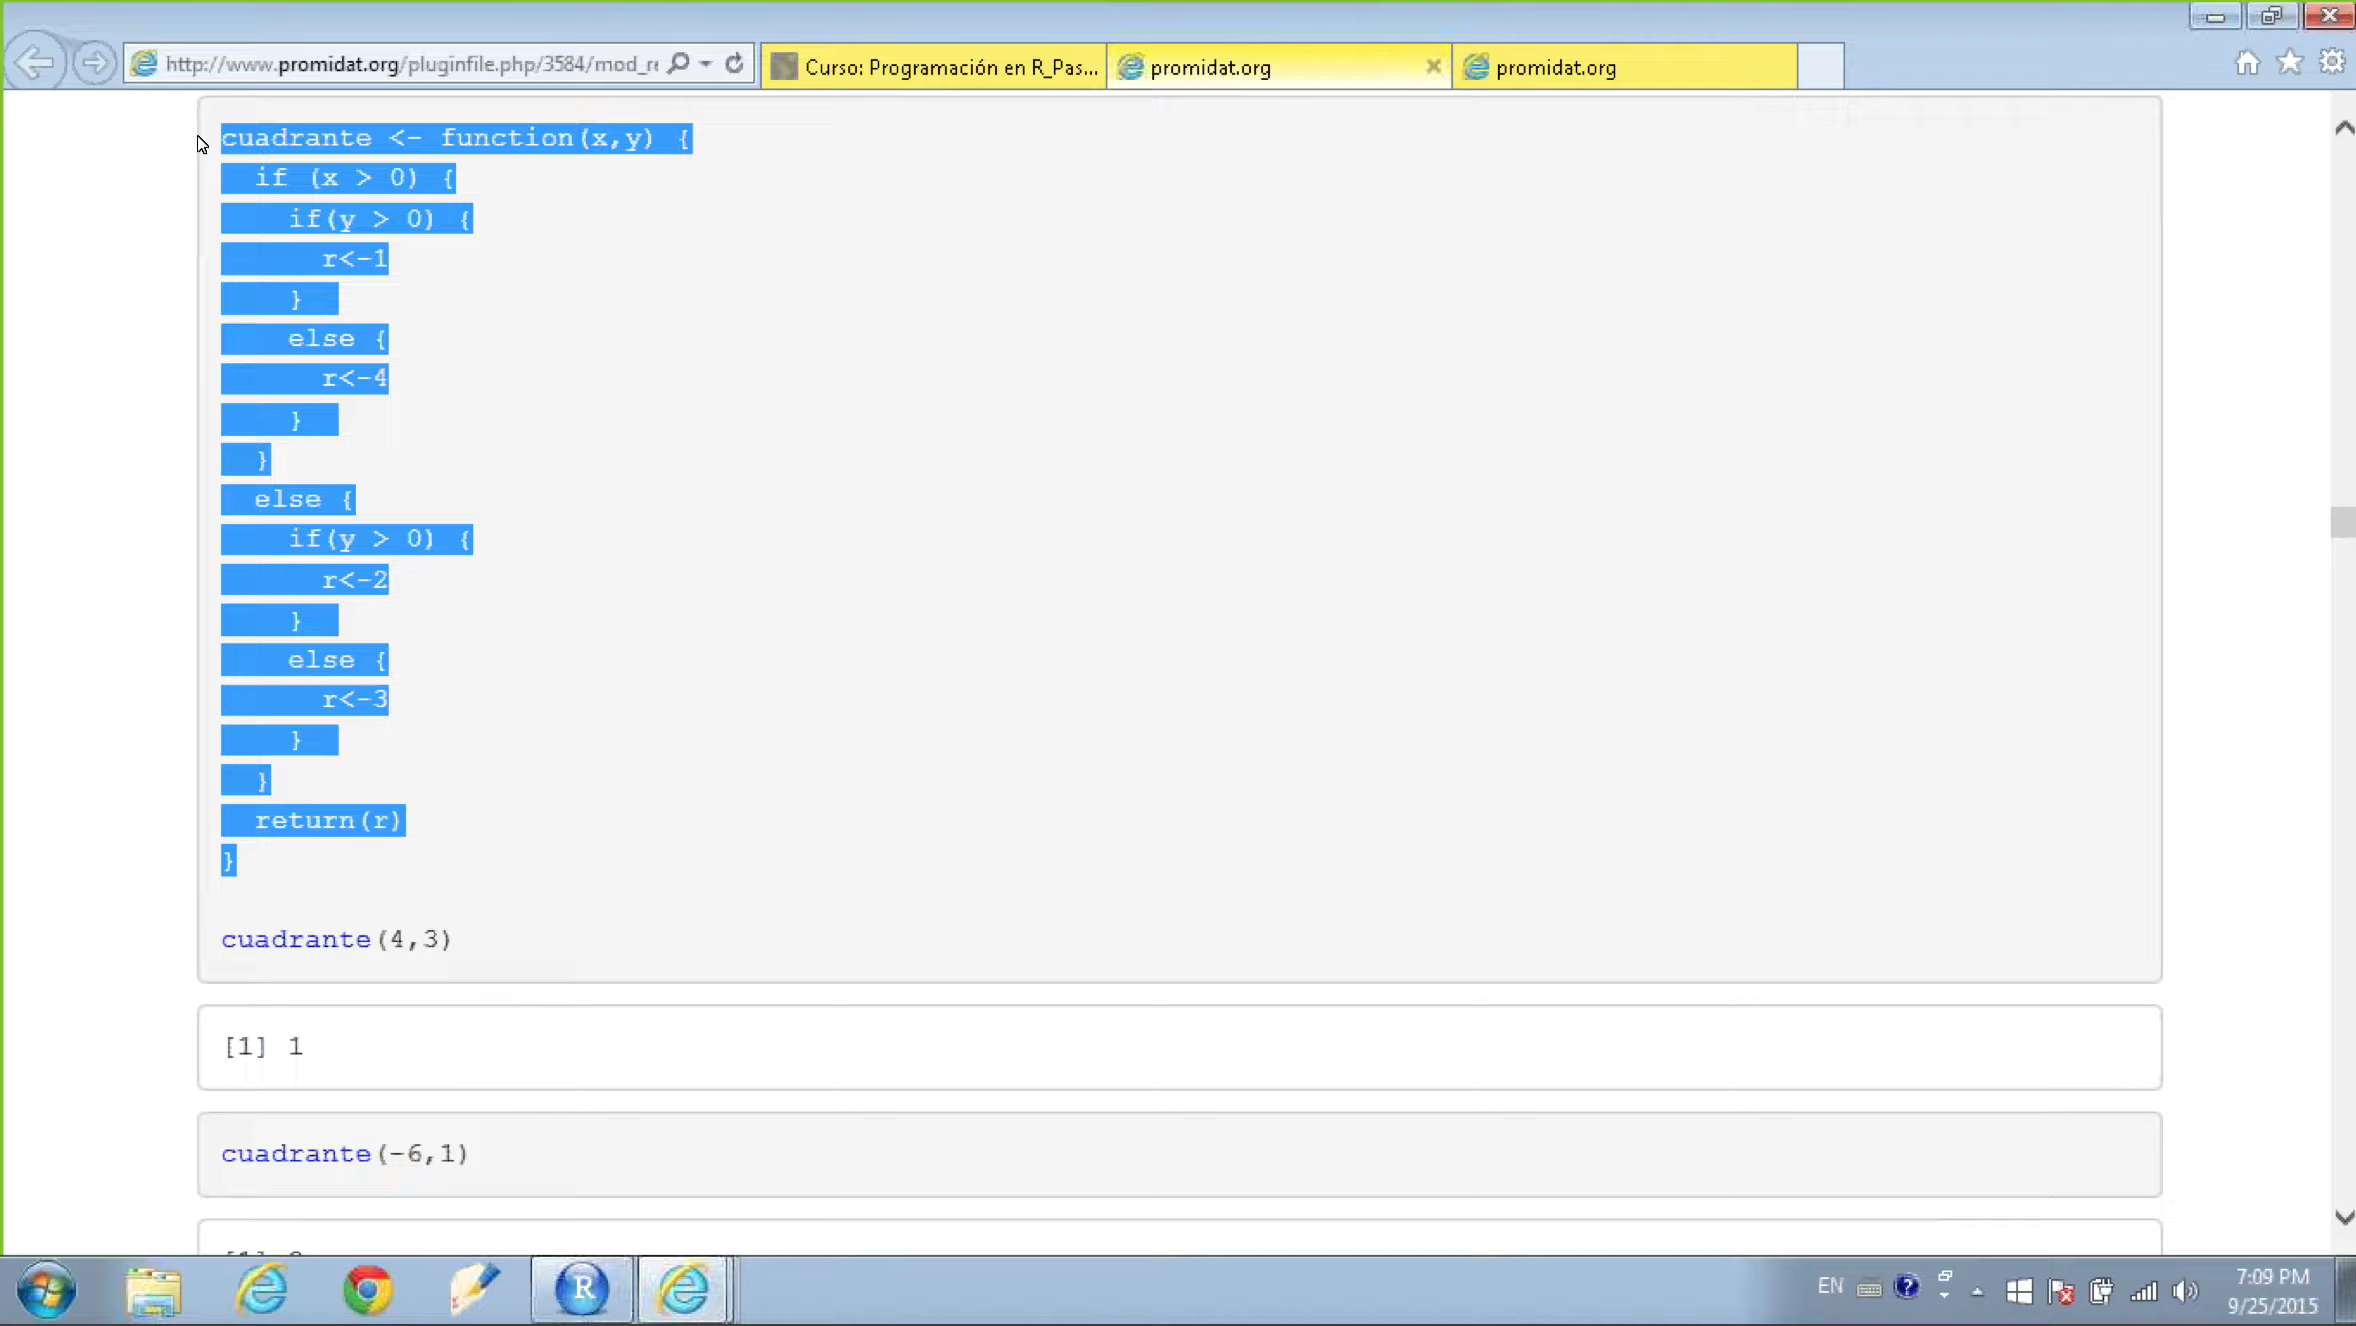 http://www.promidat.org/pluginfile.php/3584/mod_re
Curso: Programación en R_Pas...
promidat.org
promidat.org
cuadrante <- function(x,y) {
  if (x > 0) {
    if(y > 0) {
      r<-1
    }
    else {
      r<-4
    }
  }
  else {
    if(y > 0) {
      r<-2
    }
    else {
      r<-3
    }
  }
  return(r)
}
cuadrante(4,3)
[1] 1
cuadrante(-6,1)
R
EN
7:09 PM
9/25/2015